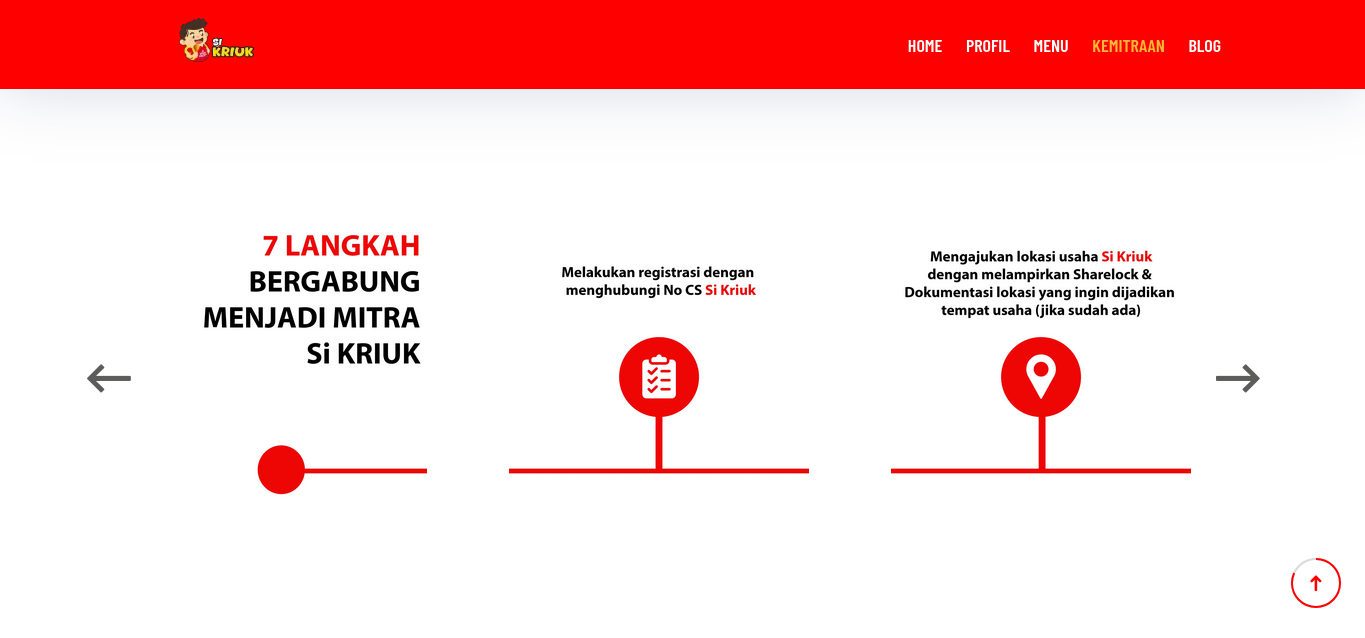 Si
KRIUK
HOME PROFIL MENU KEMITRAAN BLOG
7 LANGKAH
BERGABUNG
MENJADI MITRA
Si KRIUK
Melakukan registrasi dengan
menghubungi No CS Si Kriuk
Mengajukan lokasi usaha Si Kriuk
dengan melampirkan Sharelock &
Dokumentasi lokasi yang ingin dijadikan
tempat usaha (jika sudah ada)